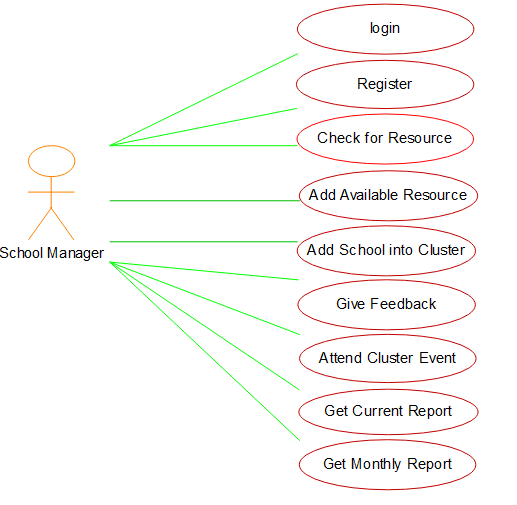 login
Register
Check for Resource
Add Available Resource
Add School into Cluster
School Manager
Give Feedback
Attend Cluster Event
Get Current Report
Get Monthly Report